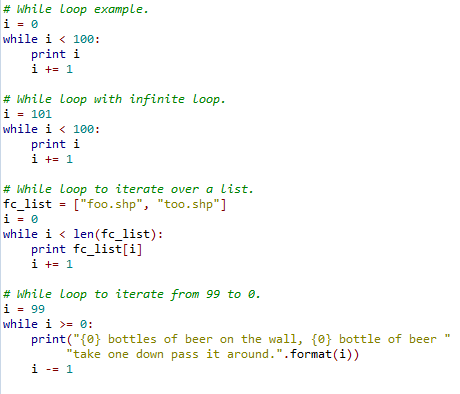 # While loop example.
i = 0
while i < 100:
    print i
    i += 1

# While loop with infinite loop.
i = 101
while i < 100:
    print i
    i += 1

# While loop to iterate over a list.
fc_list = ["foo.shp", "too.shp"]
i = 0
while i < len(fc_list):
    print fc_list[i]
    i += 1

# While loop to iterate from 99 to 0.
i = 99
while i >= 0:
    print("{0} bottles of beer on the wall, {0} bottle of beer "
         "take one down pass it around.".format(i))
    i -= 1